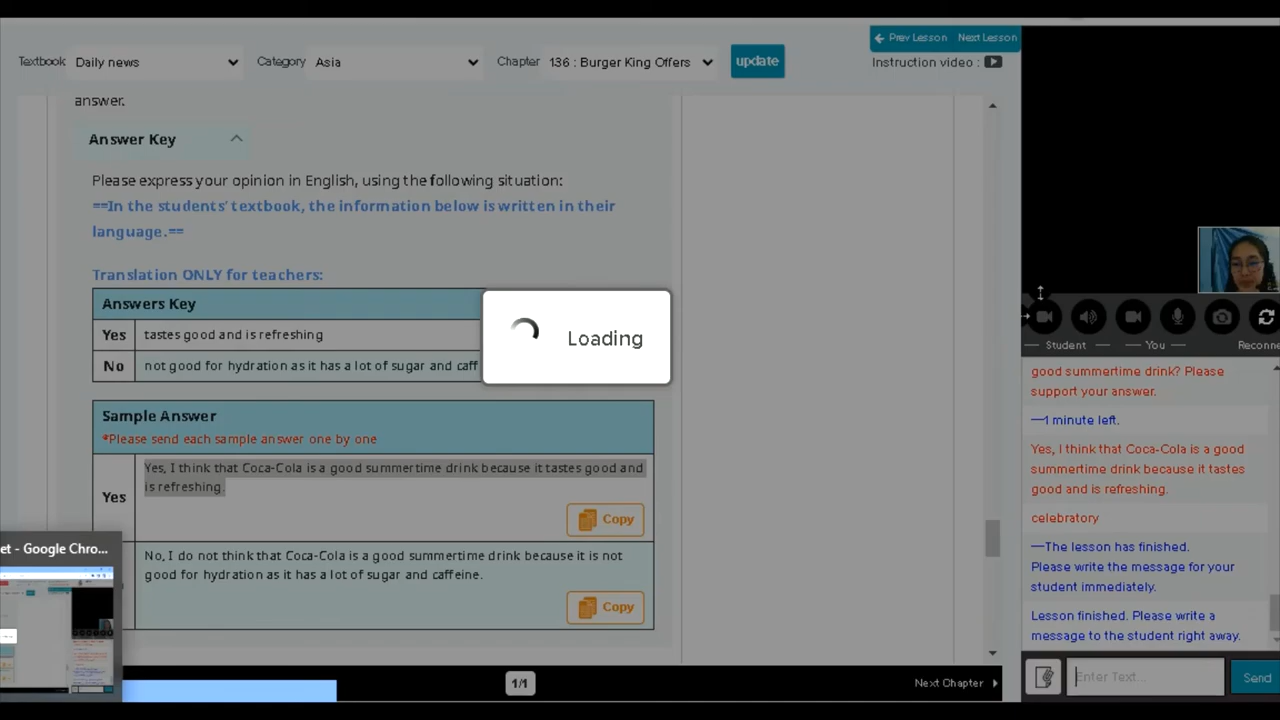 Prev Lesson Next Lesson
Textbook Daily news Category Asia Chapter 136 : Burger King Offers update Instruction video :
answer.
Answer Key
Please express your opinion in English, using the following situation:
==In the students' textbook, the information below is written in their
language.==
Translation ONLY for teachers:
Answers Key
Yes tastes good and is refreshing
No not good for hydration as it has a lot of sugar and caff
Loading
Sample Answer
*Please send each sample answer one by one
Yes
Yes, I think that Coca-Cola is a good summertime drink because it tastes good and
is refreshing.
Copy
No, I do not think that Coca-Cola is a good summertime drink because it is not
good for hydration as it has a lot of sugar and caffeine.
Copy
et - Google Chro...
1/1
Next Chapter
Student You Reconne
good summertime drink? Please
support your answer.
—1 minute left.
Yes, I think that Coca-Cola is a good
summertime drink because it tastes
good and is refreshing.
celebratory
—The lesson has finished.
Please write the message for your
student immediately.
Lesson finished. Please write a
message to the student right away.
Enter Text...
Send